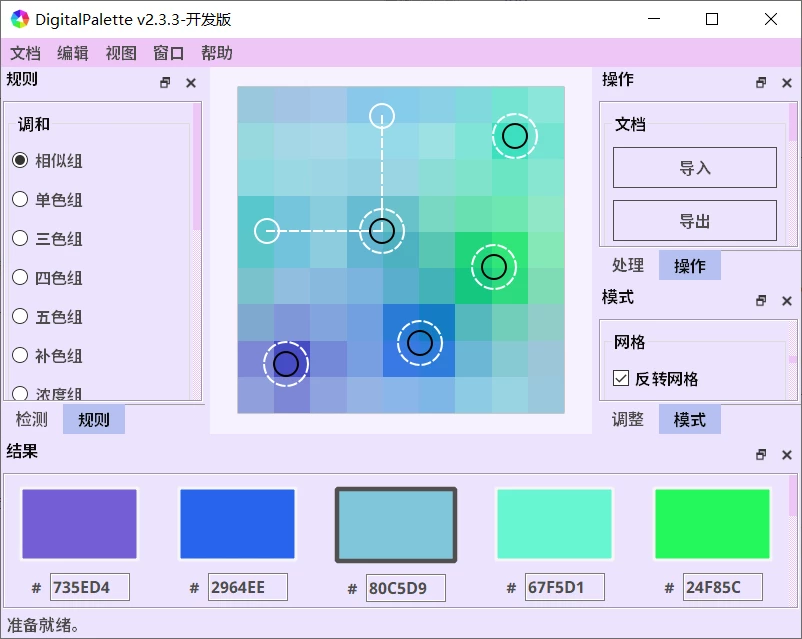 DigitalPalette v2.3.3-开发版
文档 编辑 视图 窗口 帮助
规则
调和
相似组
单色组
三色组
四色组
五色组
补色组
浓度组
检测 规则
操作
文档
导入
导出
处理 操作
模式
网格
反转网格
调整 模式
结果
# 735ED4 # 2964EE # 80C5D9 # 67F5D1 # 24F85C
准备就绪。